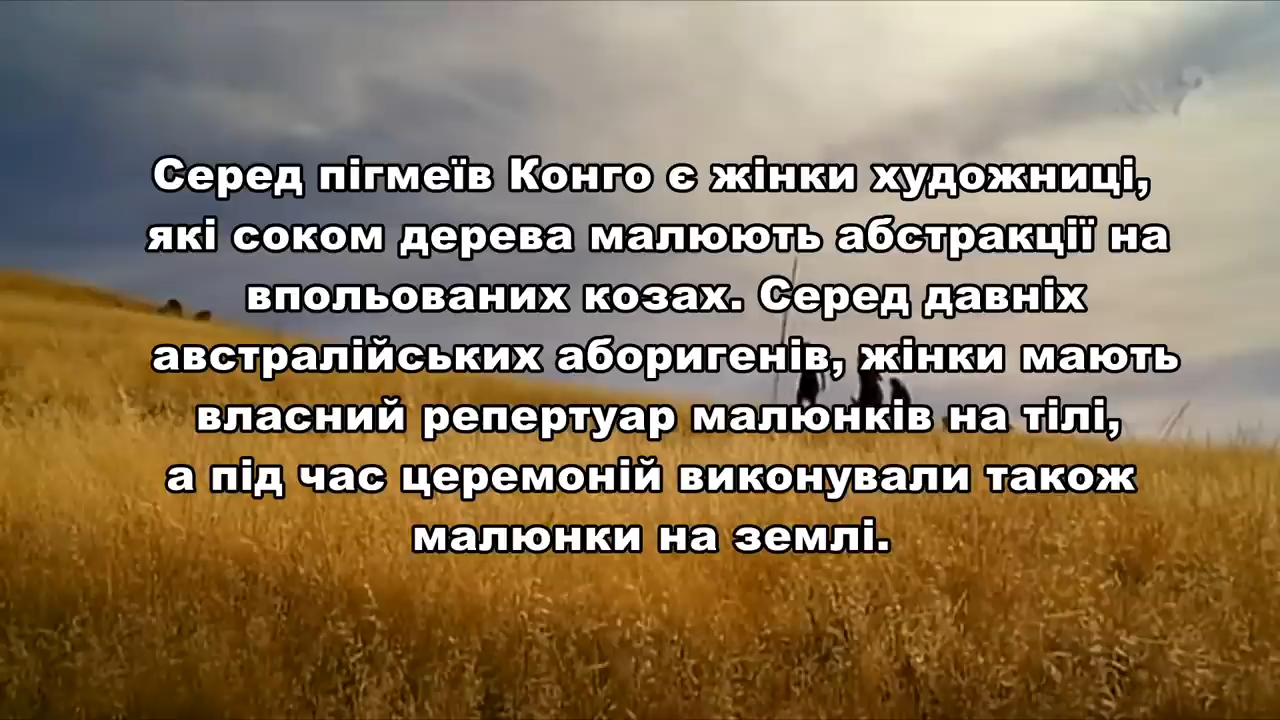 Серед пігмеїв Конго є жінки художниці,
які соком дерева малюють абстракції на
впольованих козах. Серед давніх
австралійських аборигенів, жінки мають
власний репертуар малюнків на тілі,
а під час церемоній виконували також
малюнки на землі.